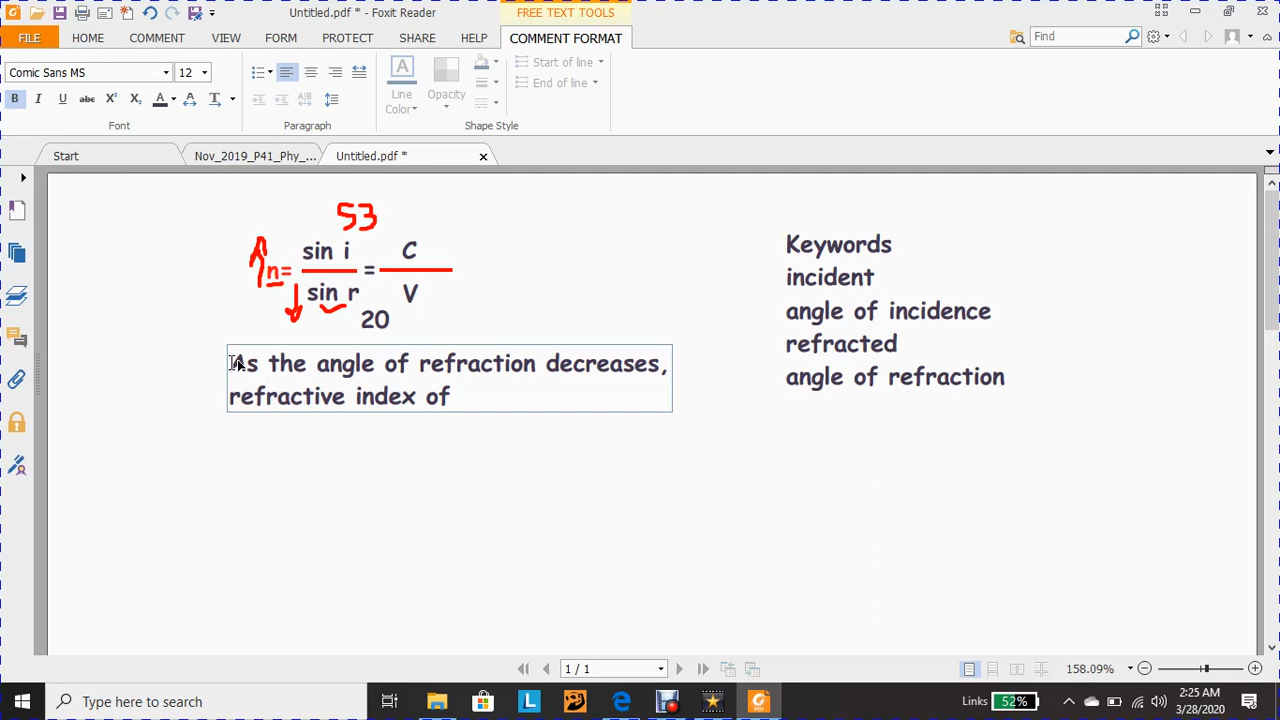 Untitled.pdf * - Foxit Reader
FREE TEXT TOOLS
FILE HOME COMMENT VIEW FORM PROTECT SHARE HELP COMMENT FORMAT
Find
Comic Sans MS 12
B I U abc X² X₂ A A T
Font
Paragraph
A
Line Color
Opacity
Start of line
End of line
Shape Style
Start Nov_2019_P41_Phy_... Untitled.pdf *
53
n= sin i = C
sin r V
20
As the angle of refraction decreases,
refractive index of
Keywords
incident
angle of incidence
refracted
angle of refraction
1 / 1
158.09%
Type here to search
L
Links 52%
2:25 AM
3/28/2020